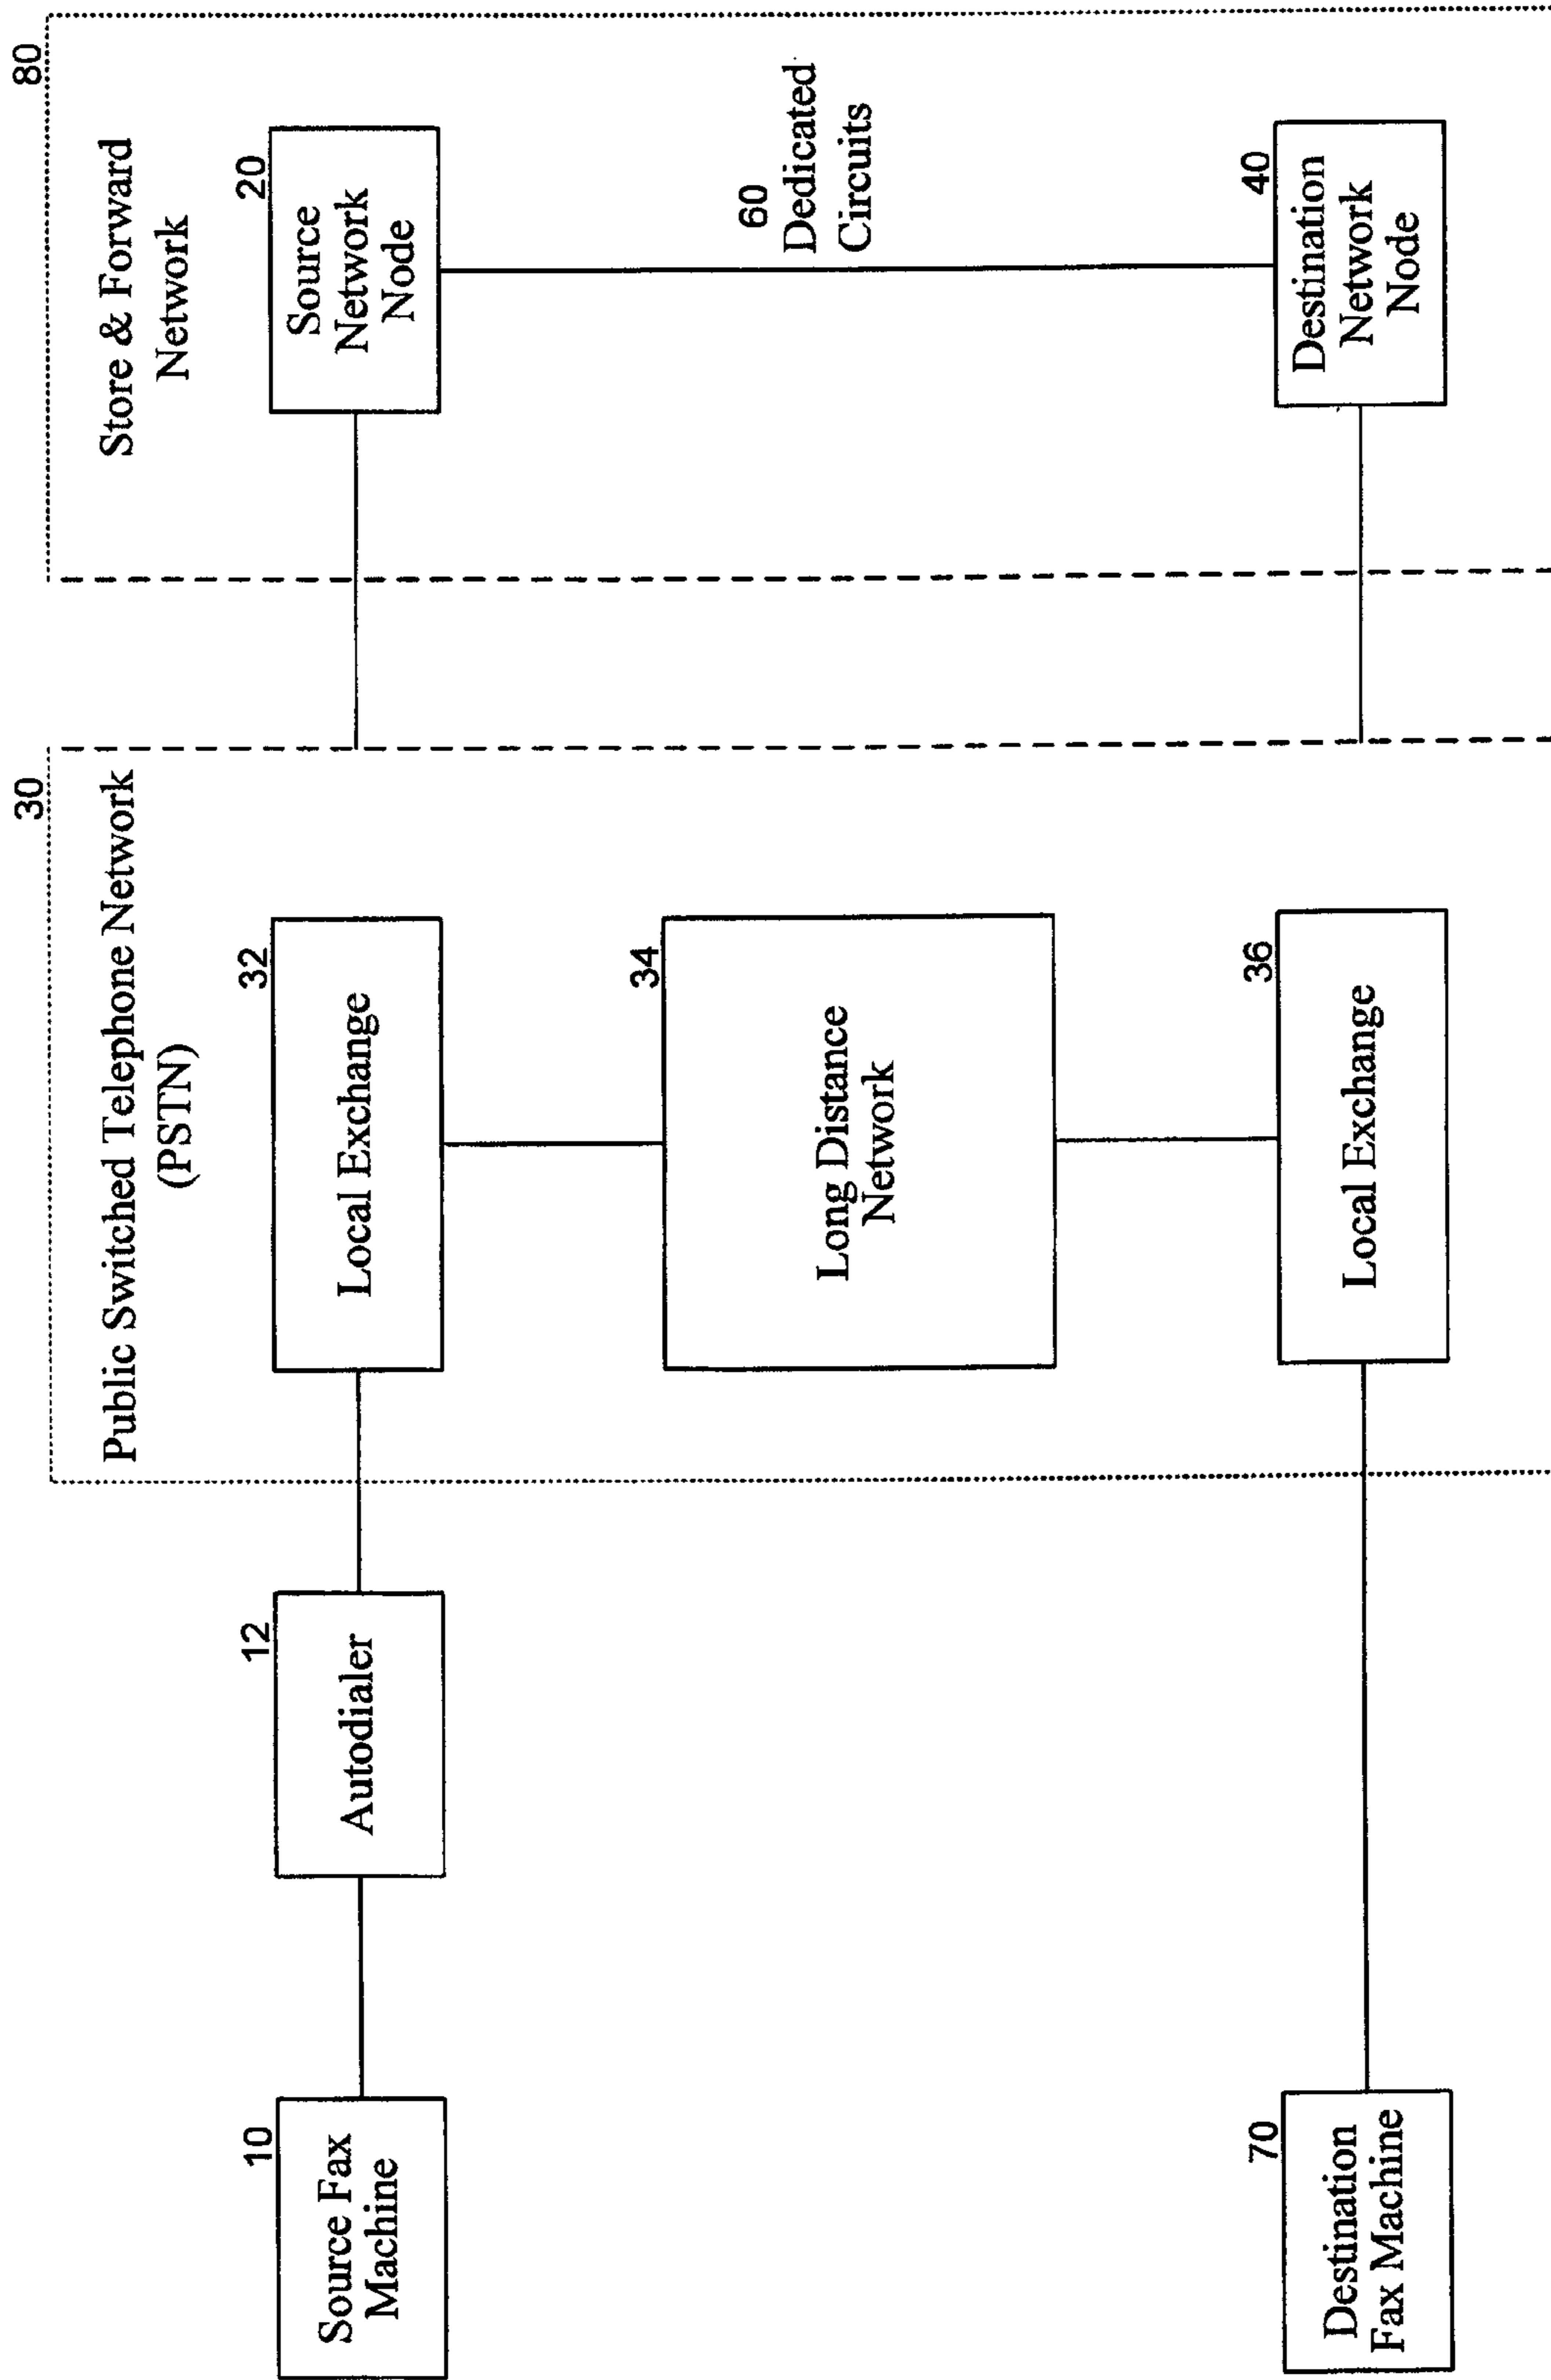 80
Store & Forward
Network
20
Source
Network
Node
60
Dedicated
Circuits
40
Destination
Network
Node
30
Public Switched Telephone Network
(PSTN)
32
Local Exchange
34
Long Distance
Network
36
Local Exchange
12
Autodialer
10
Source Fax
Machine
70
Destination
Fax Machine